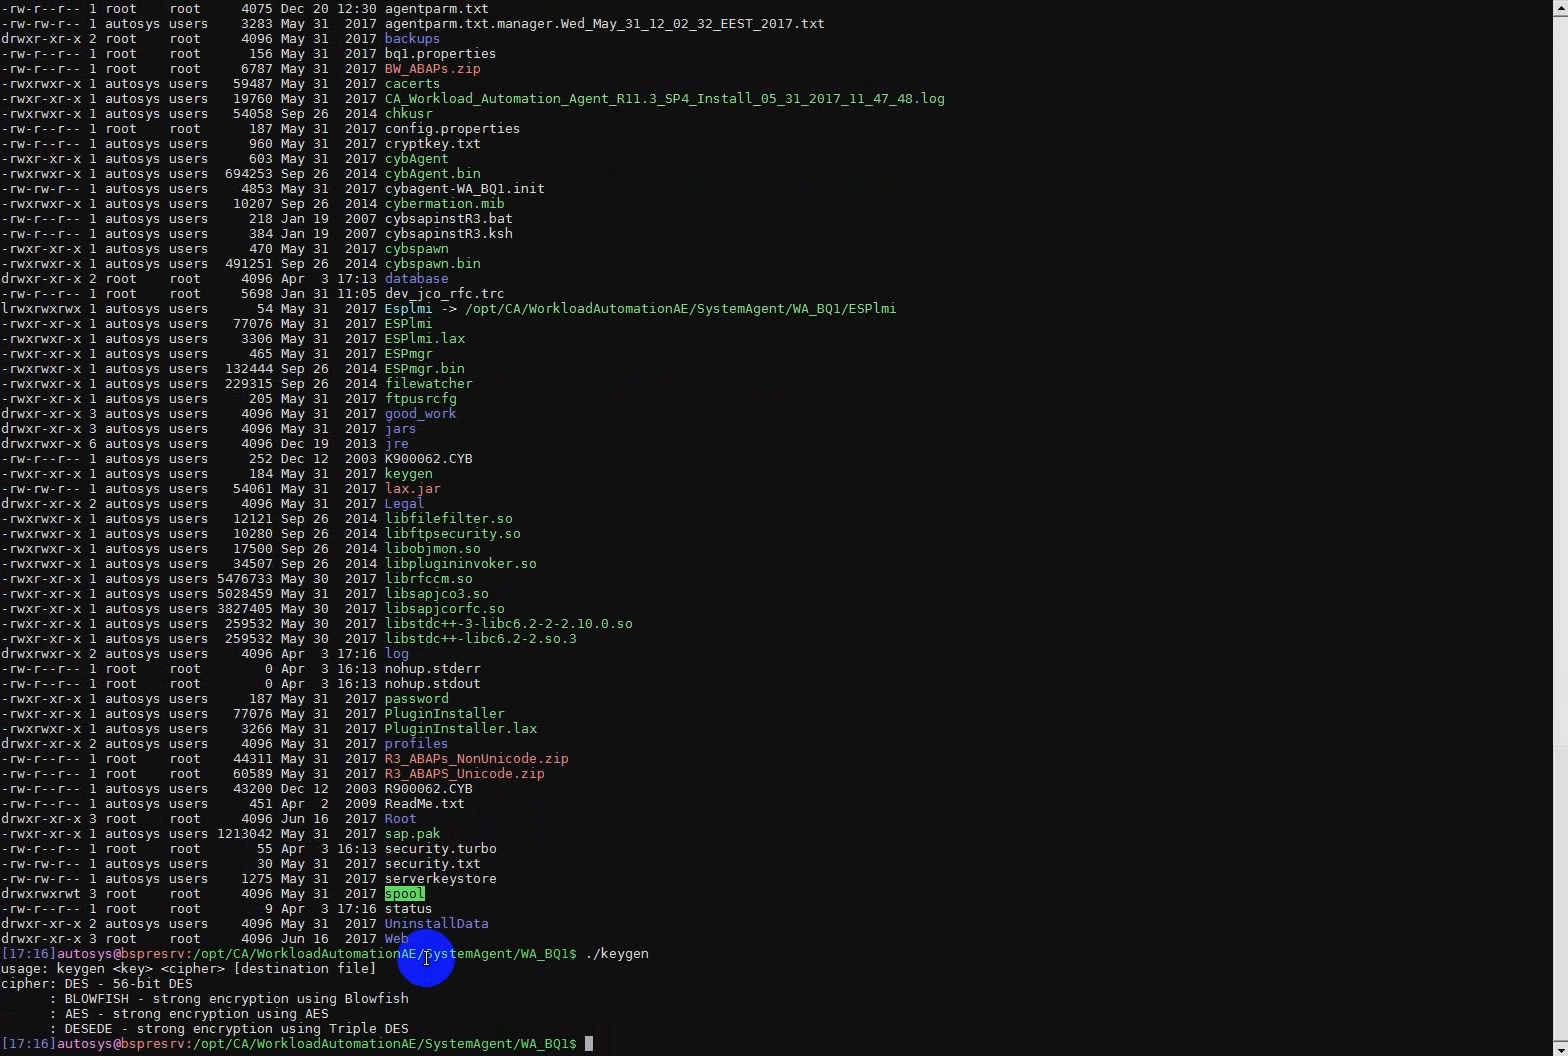 -rw-r--r-- 1 root    root     4075 Dec 20 12:30 agentparm.txt
-rw-r--r-- 1 autosys users    3283 May 31  2017 agentparm.txt.manager.Wed_May_31_12_02_32_EEST_2017.txt
drwxr-xr-x 2 root    root     4096 May 31  2017 backups
-rw-r--r-- 1 root    root      156 May 31  2017 bq1.properties
-rw-r--r-- 1 root    root     6787 May 31  2017 BW_ABAPs.zip
-rwxrwxr-x 1 autosys users   59487 May 31  2017 cacerts
-rwxrwxr-x 1 autosys users   19760 May 31  2017 CA_Workload_Automation_Agent_R11.3_SP4_Install_05_31_2017_11_47_48.log
-rwxrwxr-x 1 autosys users   54058 Sep 26  2014 chkusr
-rw-r--r-- 1 root    root      187 May 31  2017 config.properties
-rwxr-xr-x 1 autosys users     960 May 31  2017 cryptkey.txt
-rwxr-xr-x 1 autosys users     603 May 31  2017 cybAgent
-rwxr-xr-x 1 autosys users  694253 Sep 26  2014 cybAgent.bin
-rw-rw-r-- 1 autosys users    4853 May 31  2017 cybagent-WA_BQ1.init
-rwxrwxr-x 1 autosys users   10207 Sep 26  2014 cybermation.mib
-rw-r--r-- 1 autosys users     218 Jan 19  2007 cybsapinstR3.bat
-rw-r--r-- 1 autosys users     384 Jan 19  2007 cybsapinstR3.ksh
-rwxr-xr-x 1 autosys users     470 May 31  2017 cybspawn
-rwxrwxr-x 1 autosys users  491251 Sep 26  2014 cybspawn.bin
drwxr-xr-x 2 root    root     4096 Apr  3 17:13 database
-rw-r--r-- 1 root    root     5698 Jan 31 11:05 dev_jco_rfc.trc
lrwxrwxrwx 1 autosys users      54 May 31  2017 Esplmi -> /opt/CA/WorkloadAutomationAE/SystemAgent/WA_BQ1/ESPlmi
-rwxr-xr-x 1 autosys users   77076 May 31  2017 ESPlmi
-rwxr-xr-x 1 autosys users    3306 May 31  2017 ESPlmi.lax
-rwxr-xr-x 1 autosys users     465 May 31  2017 ESPmgr
-rwxrwxr-x 1 autosys users  132444 Sep 26  2014 ESPmgr.bin
-rwxrwxr-x 1 autosys users  229315 Sep 26  2014 filewatcher
-rwxr-xr-x 1 autosys users     205 May 31  2017 ftpusrcfg
drwxr-xr-x 3 root    root     4096 May 31  2017 good_work
drwxr-xr-x 3 autosys users    4096 May 31  2017 jars
drwxrwxr-x 6 autosys users    4096 Dec 19  2013 jre
-rw-r--r-- 1 autosys users     252 Dec 12  2003 K900062.CYB
-rwxr-xr-x 1 autosys users     184 May 31  2017 keygen
-rw-rw-r-- 1 autosys users   54061 May 31  2017 lax.jar
drwxr-xr-x 2 autosys users    4096 May 31  2017 Legal
-rwxrwxr-x 1 autosys users   12121 Sep 26  2014 libfilefilter.so
-rwxrwxr-x 1 autosys users   10280 Sep 26  2014 libftpsecurity.so
-rwxrwxr-x 1 autosys users   17500 Sep 26  2014 libobjmon.so
-rwxrwxr-x 1 autosys users   34507 Sep 26  2014 libplugininvoker.so
-rwxr-xr-x 1 autosys users 5476733 May 30  2017 librfccm.so
-rwxr-xr-x 1 autosys users 5028459 May 31  2017 libsapjco3.so
-rwxr-xr-x 1 autosys users 3827405 May 30  2017 libsapjcorfc.so
-rwxr-xr-x 1 autosys users  259532 May 30  2017 libstdc++-3-libc6.2-2-2.10.0.so
-rwxr-xr-x 1 autosys users  259532 May 30  2017 libstdc++-libc6.2-2.so.3
drwxrwxr-x 2 autosys users    4096 Apr  3 17:16 log
-rw-r--r-- 1 root    root        0 Apr  3 16:13 nohup.stderr
-rw-r--r-- 1 root    root        0 Apr  3 16:13 nohup.stdout
-rwxr-xr-x 1 autosys users     187 May 31  2017 password
-rwxr-xr-x 1 autosys users   77076 May 31  2017 PluginInstaller
-rwxr-xr-x 1 autosys users    3266 May 31  2017 PluginInstaller.lax
drwxr-xr-x 2 autosys users    4096 May 31  2017 profiles
-rw-r--r-- 1 root    root    44311 May 31  2017 R3_ABAPs_NonUnicode.zip
-rw-r--r-- 1 root    root    60589 May 31  2017 R3_ABAPS_Unicode.zip
-rw-r--r-- 1 autosys users   43200 Dec 12  2003 R900062.CYB
-rw-r--r-- 1 autosys users     451 Apr  2  2009 ReadMe.txt
drwxr-xr-x 3 root    root     4096 Jun 16  2017 Root
-rwxr-xr-x 1 autosys users 1213042 May 31  2017 sap.pak
-rw-r--r-- 1 root    root       55 Apr  3 16:13 security.turbo
-rw-rw-r-- 1 autosys users      30 May 31  2017 security.txt
-rw-rw-r-- 1 autosys users    1275 May 31  2017 serverkeystore
drwxrwxrwt 3 root    root     4096 May 31  2017 spool
-rw-r--r-- 1 root    root        9 Apr  3 17:16 status
drwxrwxr-x 2 autosys users    4096 May 31  2017 UninstallData
drwxr-xr-x 3 root    root     4096 Jun 16  2017 Web
[17:16]autosys@bspresrv:/opt/CA/WorkloadAutomationAE/SystemAgent/WA_BQ1$ ./keygen
usage: keygen <key> <cipher> [destination file]
cipher: DES - 56-bit DES
      : BLOWFISH - strong encryption using Blowfish
      : AES - strong encryption using AES
      : DESEDE - strong encryption using Triple DES
[17:16]autosys@bspresrv:/opt/CA/WorkloadAutomationAE/SystemAgent/WA_BQ1$